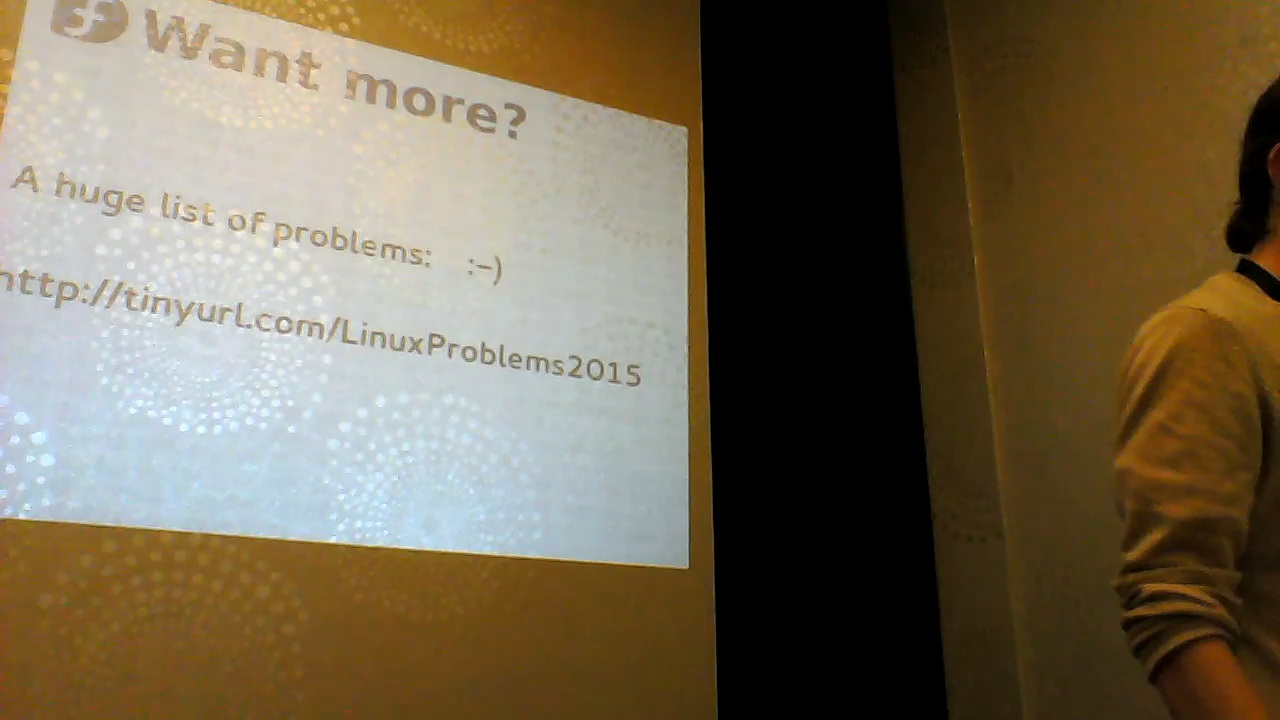 Want more?
A huge list of problems: :-)
http://tinyurl.com/LinuxProblems2015